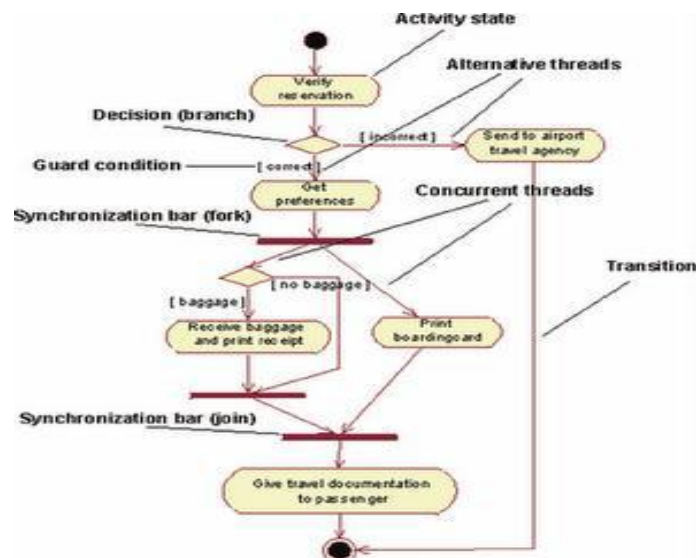 Activity state
Alternative threads
Verify
reservation
Decision (branch)
[ incorrect ]
Send to airport
travel agency
Guard condition
[ correct ]
Get
preferences
Concurrent threads
Synchronization bar (fork)
Transition
[ no baggage ]
[ baggage ]
Receive baggage
and print receipt
Print
boardingcard
Synchronization bar (join)
Give travel documentation
to passenger